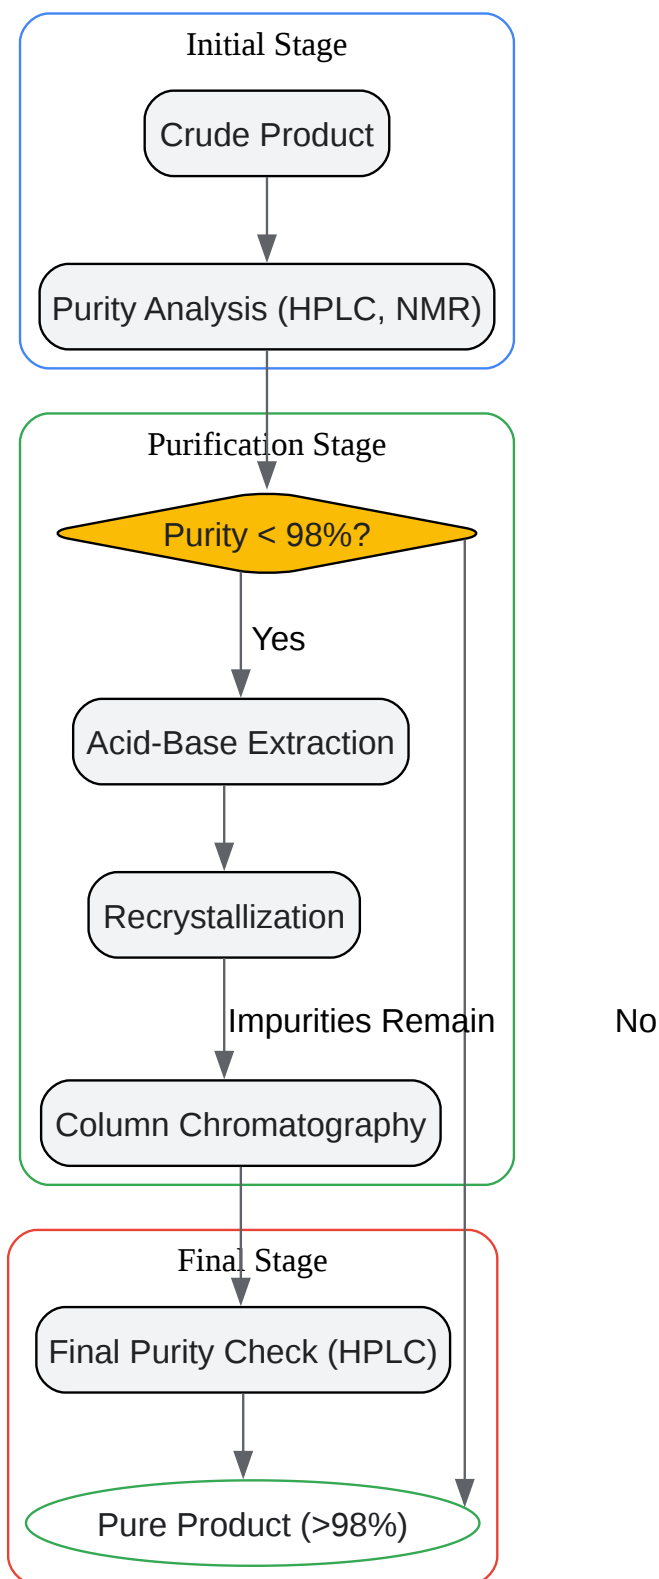 Initial Stage
Crude Product
Purity Analysis (HPLC, NMR)
Purification Stage
Purity < 98%?
Yes
Acid-Base Extraction
Recrystallization
Impurities Remain
No
Column Chromatography
Final Stage
Final Purity Check (HPLC)
Pure Product (>98%)